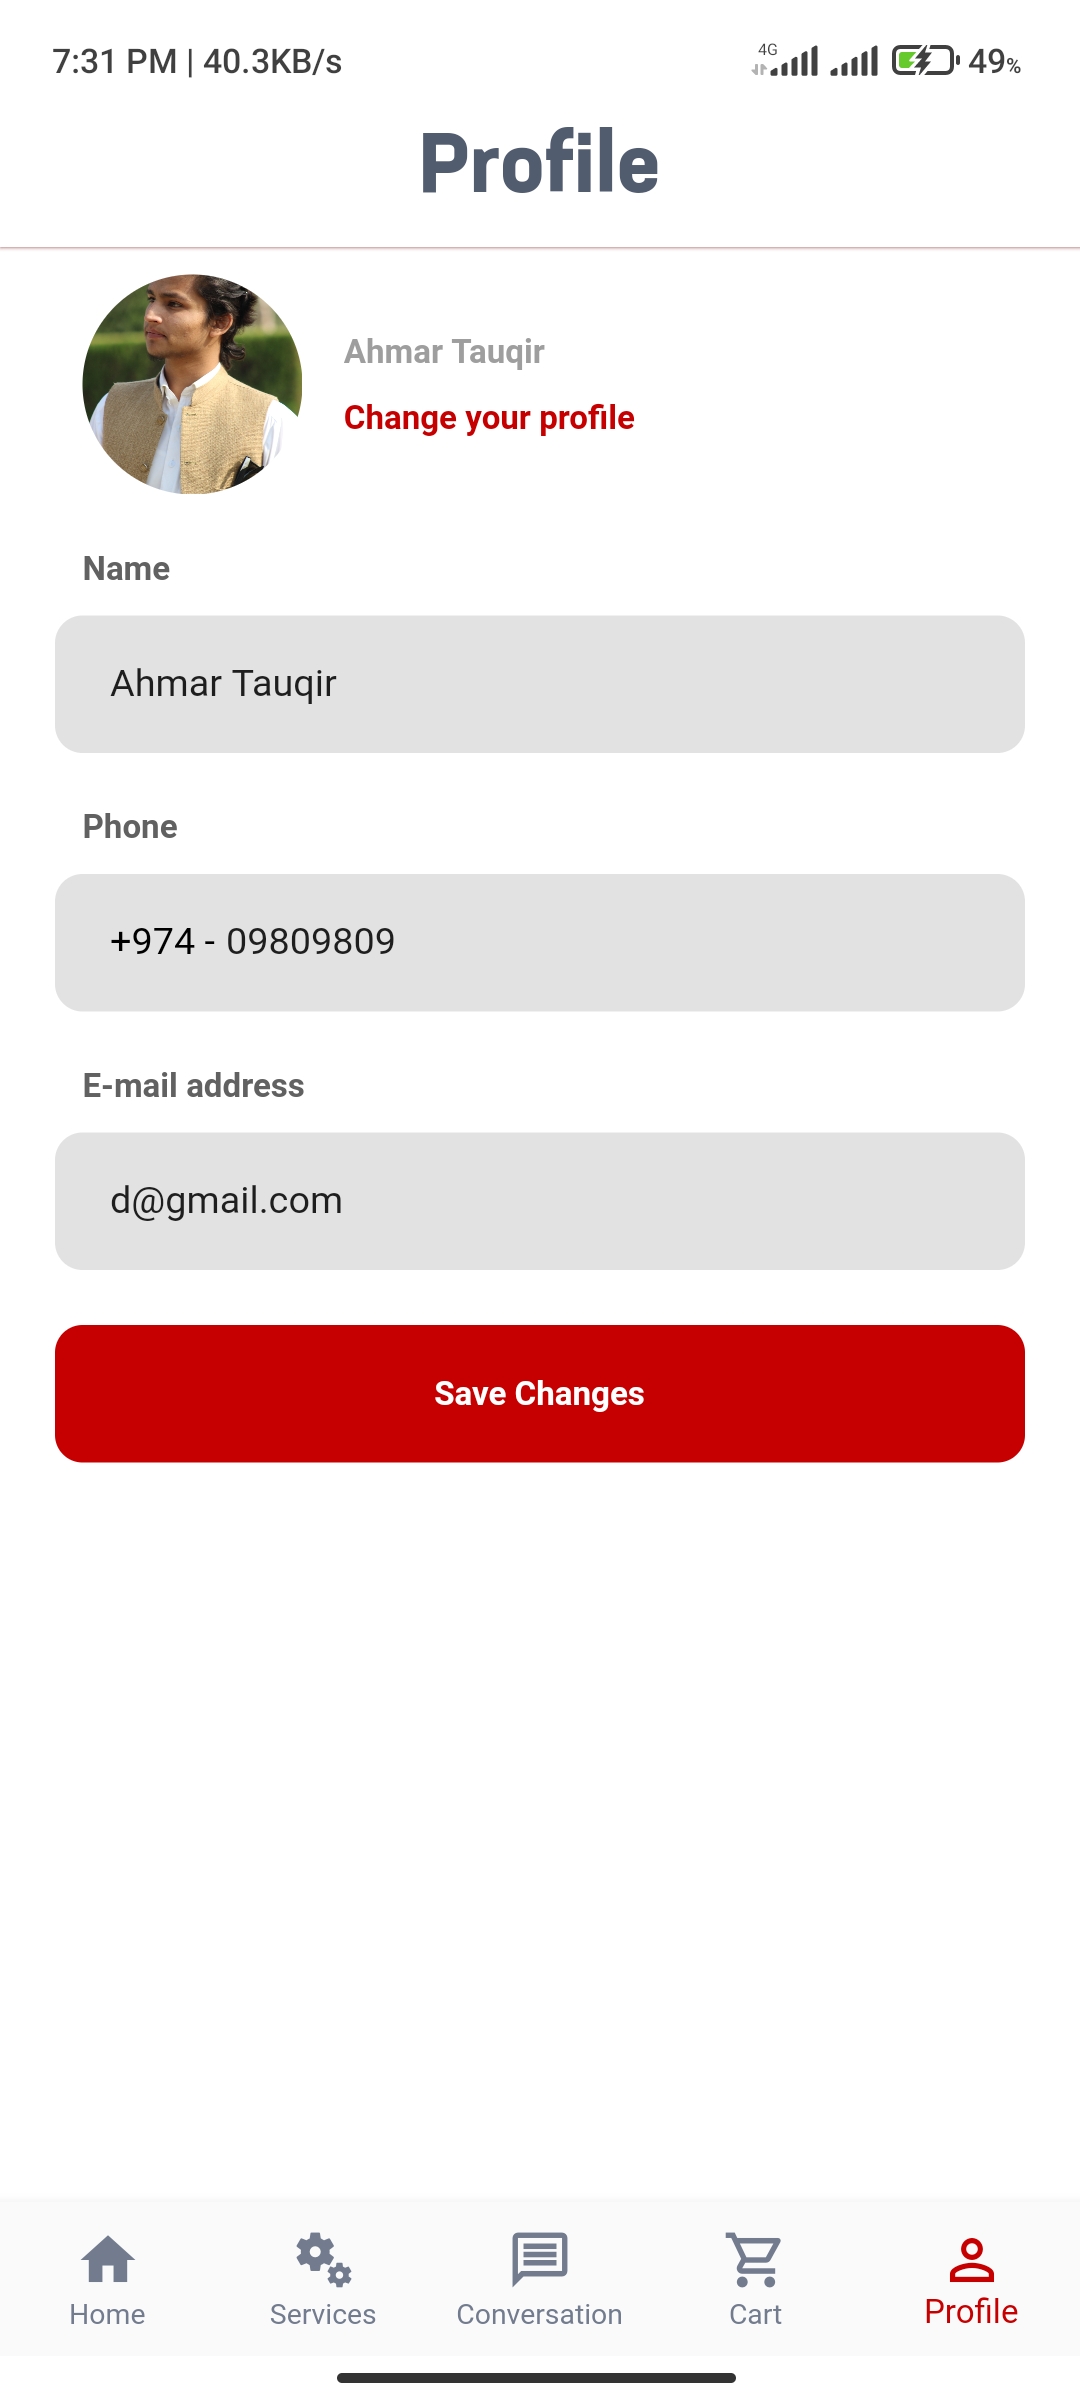 7:31 PM | 40.3KB/s 4G 49%
Profile
Ahmar Tauqir
Change your profile
Name
Ahmar Tauqir
Phone
+974 - 09809809
E-mail address
d@gmail.com
Save Changes
Home Services Conversation Cart Profile